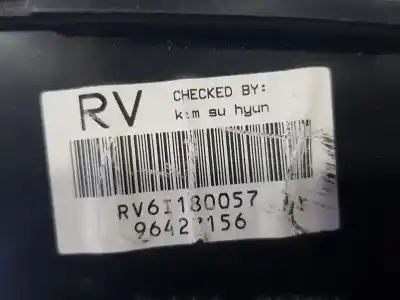 RV
CHECKED BY:
kim su hyun
RV6I180057